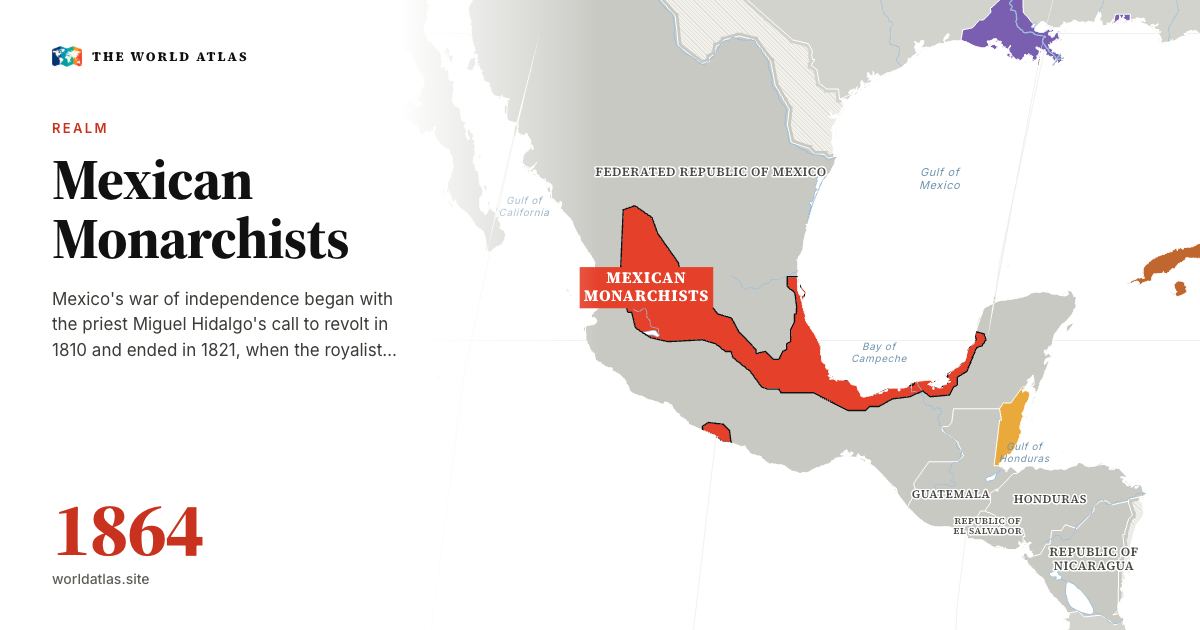 THE WORLD ATLAS
REALM
Mexican
Monarchists
Mexico's war of independence began with
the priest Miguel Hidalgo's call to revolt in
1810 and ended in 1821, when the royalist...
1864
worldatlas.site
FEDERATED REPUBLIC OF MEXICO
Gulf of
Mexico
Gulf of
California
MEXICAN
MONARCHISTS
Bay of
Campeche
Gulf of
Honduras
GUATEMALA
HONDURAS
REPUBLIC OF
EL SALVADOR
REPUBLIC OF
NICARAGUA